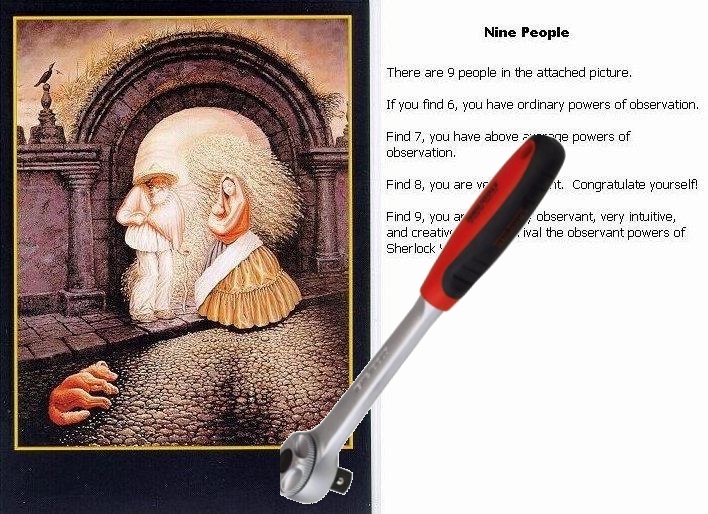 Nine People
There are 9 people in the attached picture.
If you find 6, you have ordinary powers of observation.
Find 7, you have above average powers of
observation.
Find 8, you are Congratulate yourself!
Find 9, you observant, very intuitive,
and the observant powers of
Sherlock